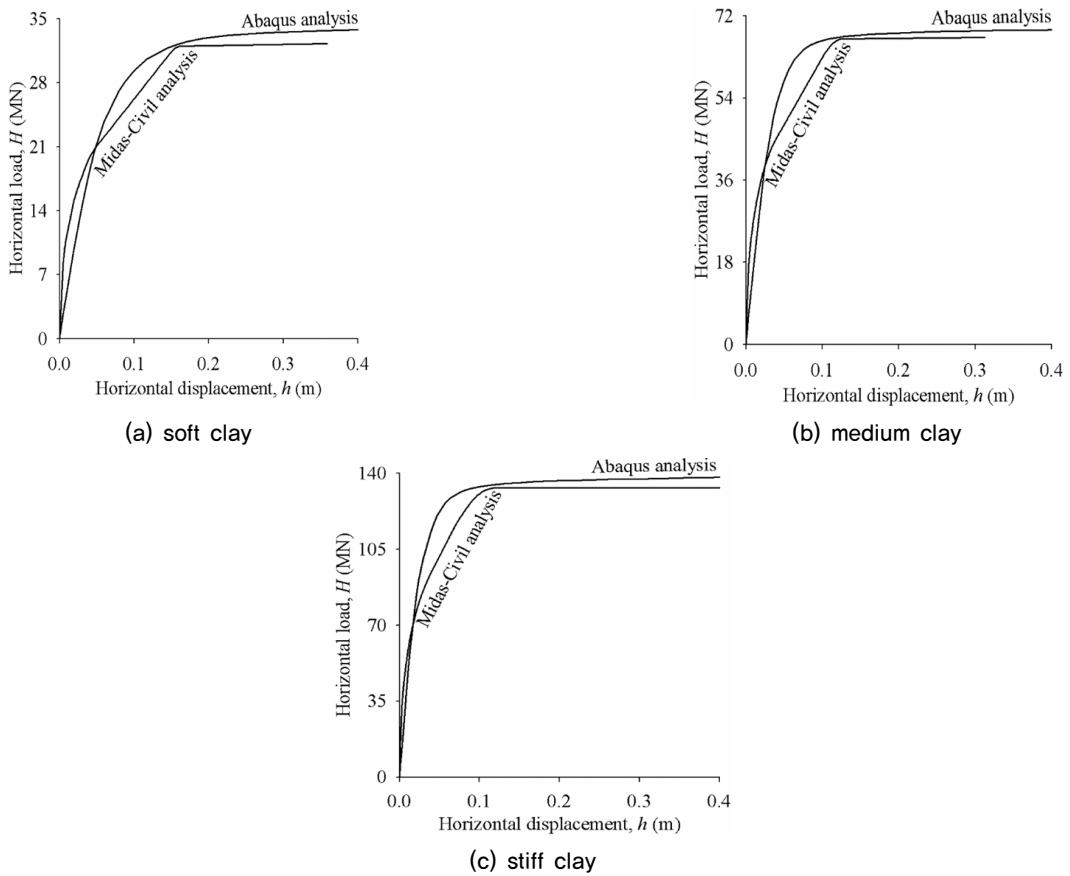 35
28
21
14
7
0
Horizontal load, H (MN)
Abaqus analysis
Midas-Civil analysis
0.0 0.1 0.2 0.3 0.4
Horizontal displacement, h (m)
(a) soft clay
72
54
36
18
0
Horizontal load, H (MN)
Abaqus analysis
Midas-Civil analysis
0.0 0.1 0.2 0.3 0.4
Horizontal displacement, h (m)
(b) medium clay
140
105
70
35
0
Horizontal load, H (MN)
Abaqus analysis
Midas-Civil analysis
0.0 0.1 0.2 0.3 0.4
Horizontal displacement, h (m)
(c) stiff clay